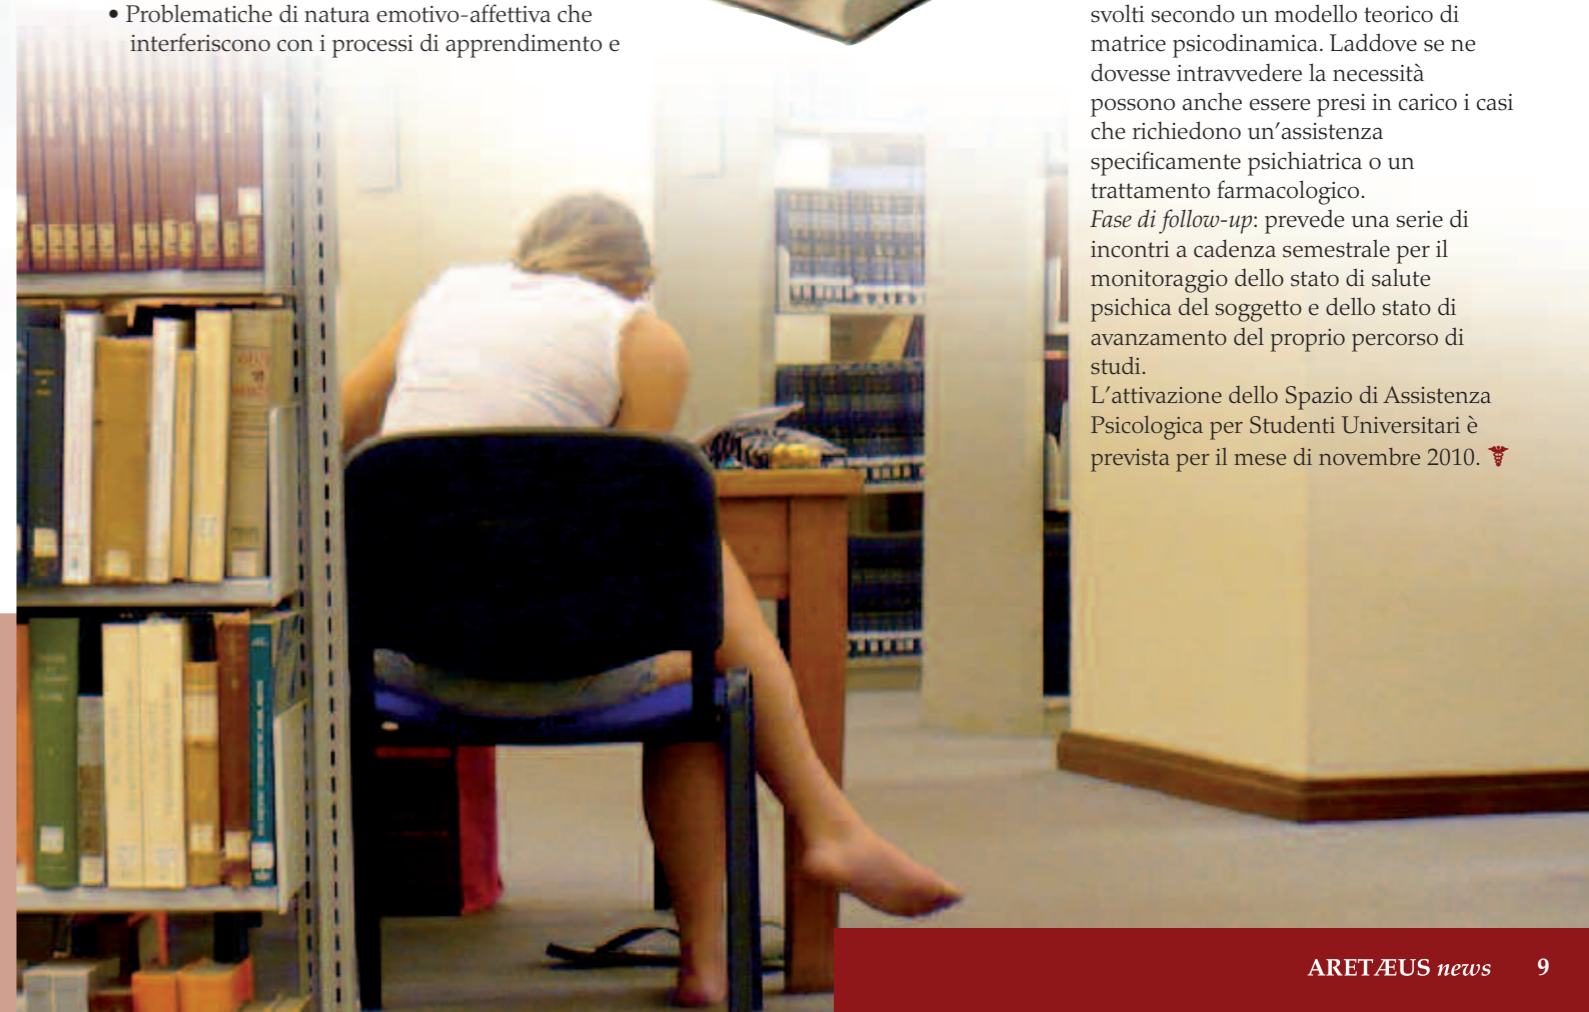 • Problematiche di natura emotivo-affettiva che
interferiscono con i processi di apprendimento e
svolti secondo un modello teorico di
matrice psicodinamica. Laddove se ne
dovesse intravvedere la necessità
possono anche essere presi in carico i casi
che richiedono un’assistenza
specificamente psichiatrica o un
trattamento farmacologico.
Fase di follow-up: prevede una serie di
incontri a cadenza semestrale per il
monitoraggio dello stato di salute
psichica del soggetto e dello stato di
avanzamento del proprio percorso di
studi.
L’attivazione dello Spazio di Assistenza
Psicologica per Studenti Universitari è
prevista per il mese di novembre 2010.
ARETÆUS news 9